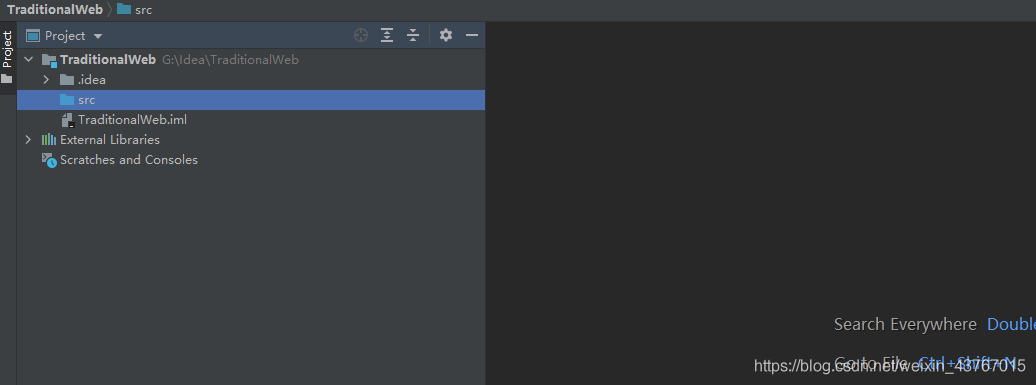 TraditionalWeb src
Project
Project
TraditionalWeb G:\Idea\TraditionalWeb
.idea
src
TraditionalWeb.iml
External Libraries
Scratches and Consoles
Search Everywhere Double
Go to File Ctrl+Shift+N
https://blog.csdn.net/weixin_43767015